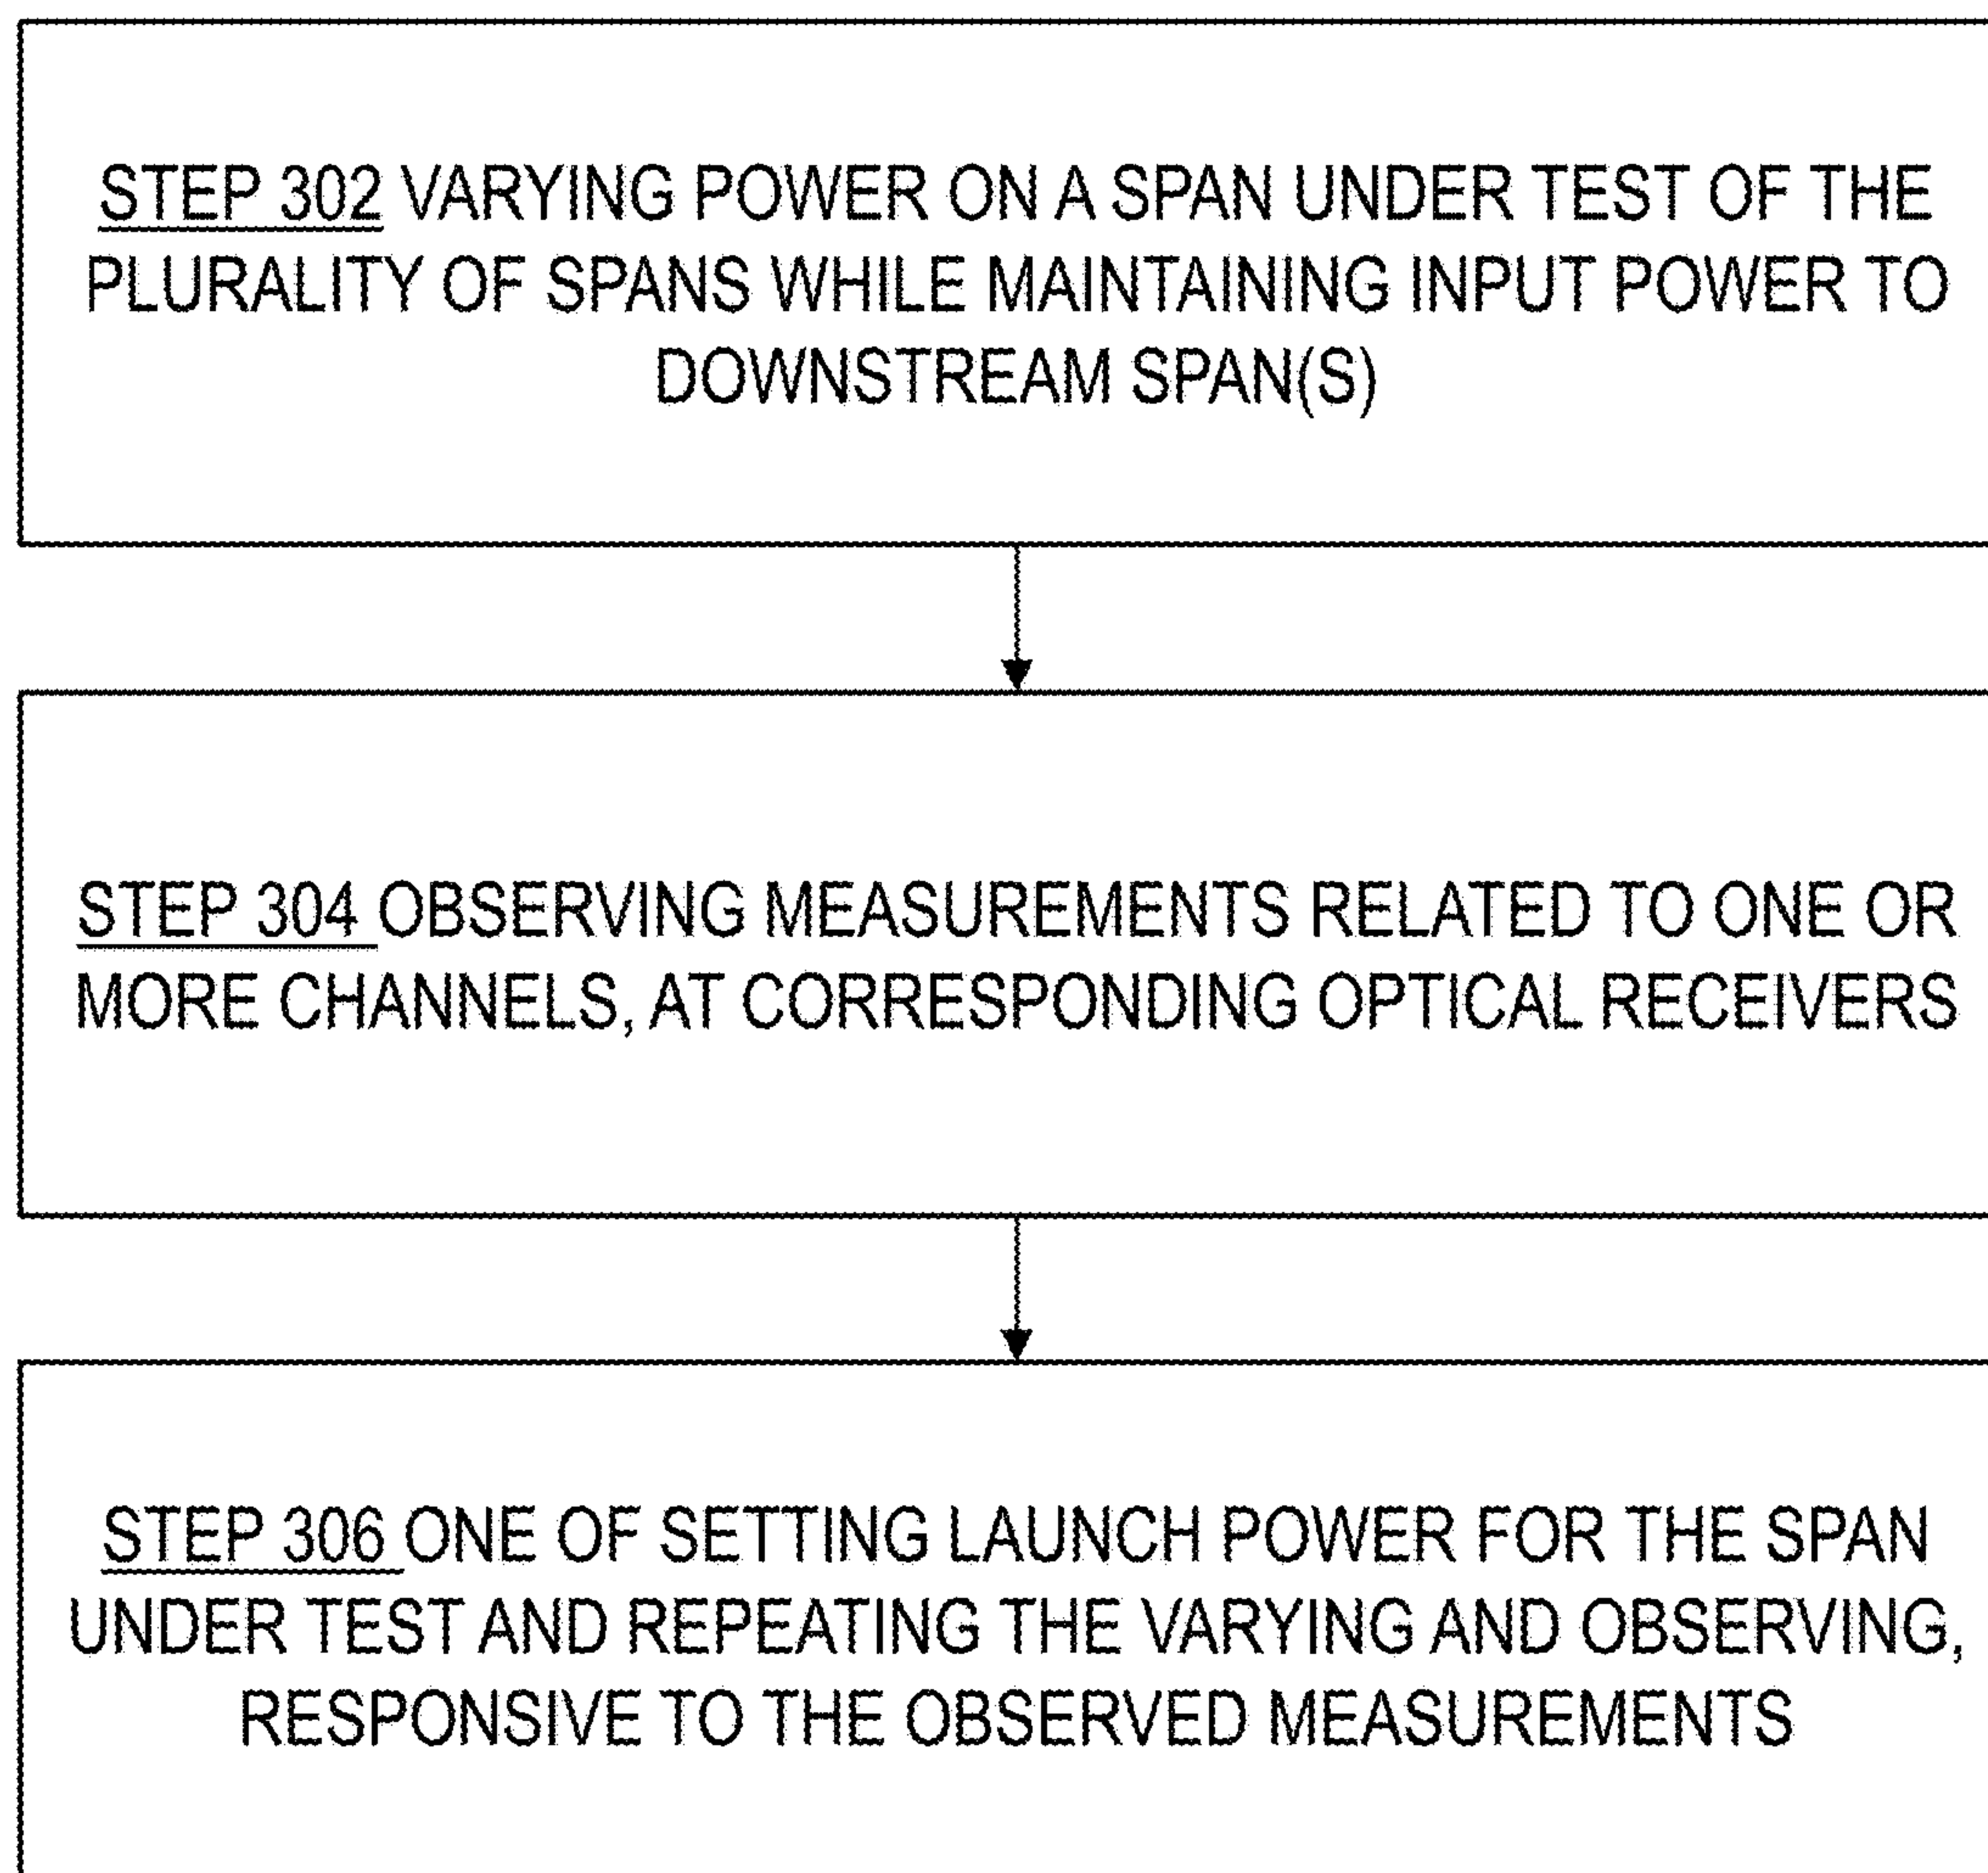 STEP 302 VARYING POWER ON A SPAN UNDER TEST OF THE
PLURALITY OF SPANS WHILE MAINTAINING INPUT POWER TO
DOWNSTREAM SPAN(S)
STEP 304 OBSERVING MEASUREMENTS RELATED TO ONE OR
MORE CHANNELS, AT CORRESPONDING OPTICAL RECEIVERS
STEP 306 ONE OF SETTING LAUNCH POWER FOR THE SPAN
UNDER TEST AND REPEATING THE VARYING AND OBSERVING,
RESPONSIVE TO THE OBSERVED MEASUREMENTS